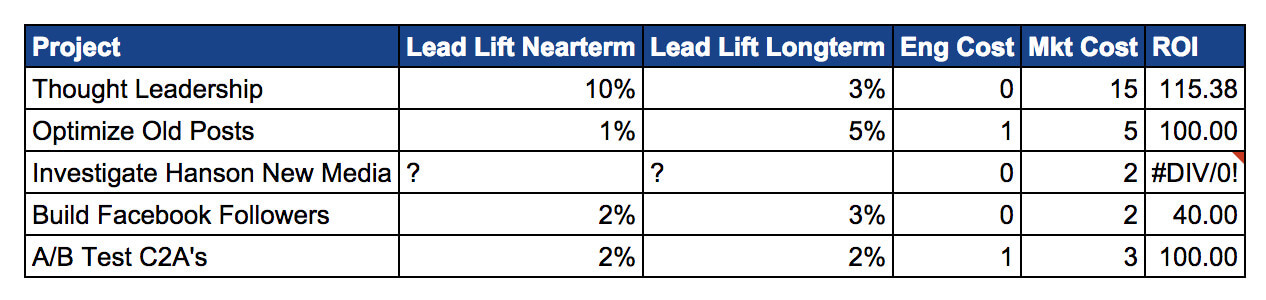 Project Lead Lift Nearterm Lead Lift Longterm Eng Cost Mkt Cost ROI
Thought Leadership 10% 3% 0 15 115.38
Optimize Old Posts 1% 5% 1 5 100.00
Investigate Hanson New Media ? ? 0 2 #DIV/0!
Build Facebook Followers 2% 3% 0 2 40.00
A/B Test C2A's 2% 2% 1 3 100.00